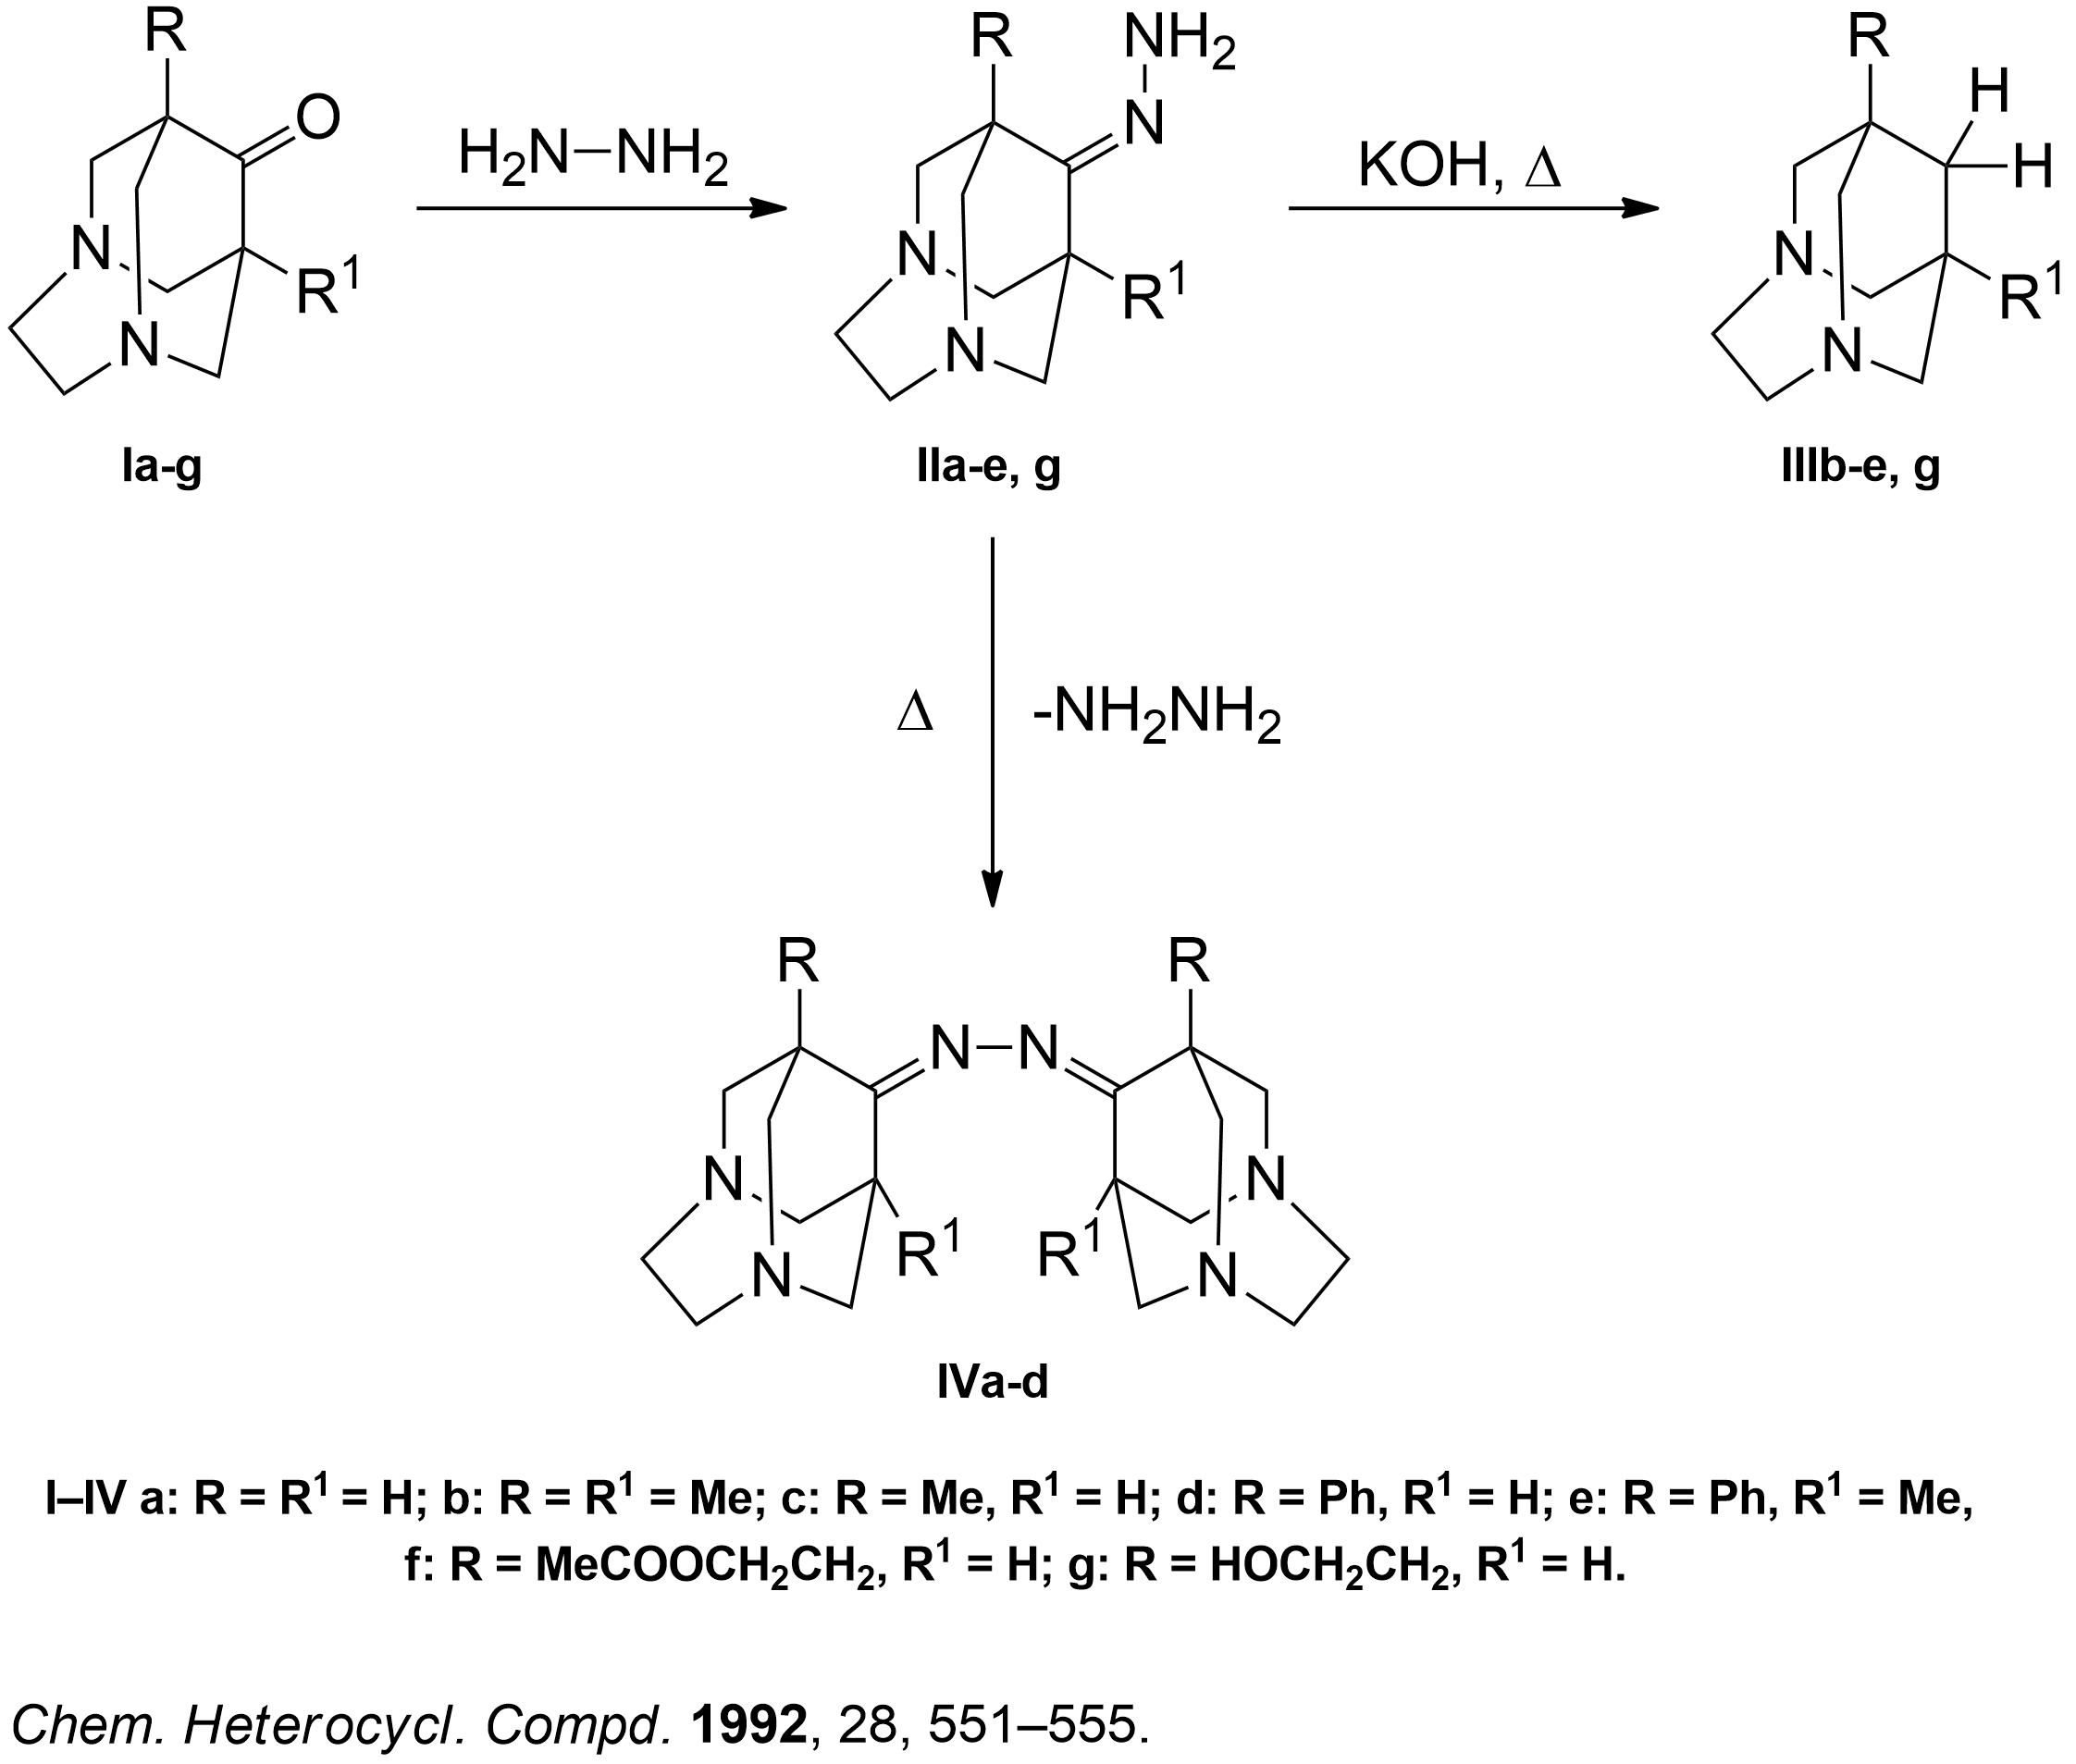 R
O
N
N
R¹
H₂N—NH₂
R
NH₂
N
N
N
R¹
KOH, Δ
R
H
H
N
N
R¹
Ia-g
IIa-e, g
IIIb-e, g
Δ
-NH₂NH₂
R
R
N—N
N
N
R¹
R¹
N
N
IVa-d
I–IV a: R = R¹ = H; b: R = R¹ = Me; c: R = Me, R¹ = H; d: R = Ph, R¹ = H; e: R = Ph, R¹ = Me,
f: R = MeCOOCH₂CH₂, R¹ = H; g: R = HOCH₂CH₂, R¹ = H.
Chem. Heterocycl. Compd. 1992, 28, 551–555.